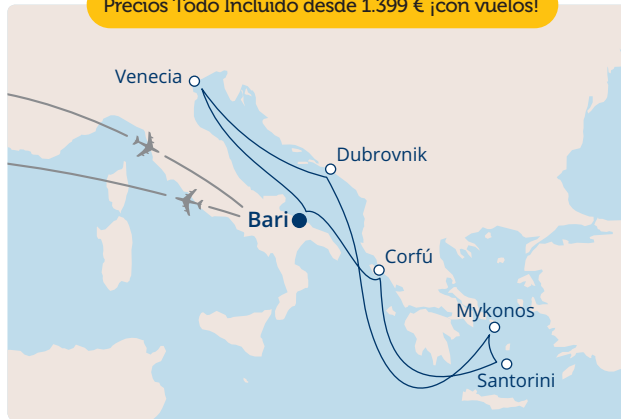 Precios Todo Incluido desde 1.399 € ¡con vuelos!
Venecia
Dubrovnik
Bari
Corfú
Mykonos
Santorini